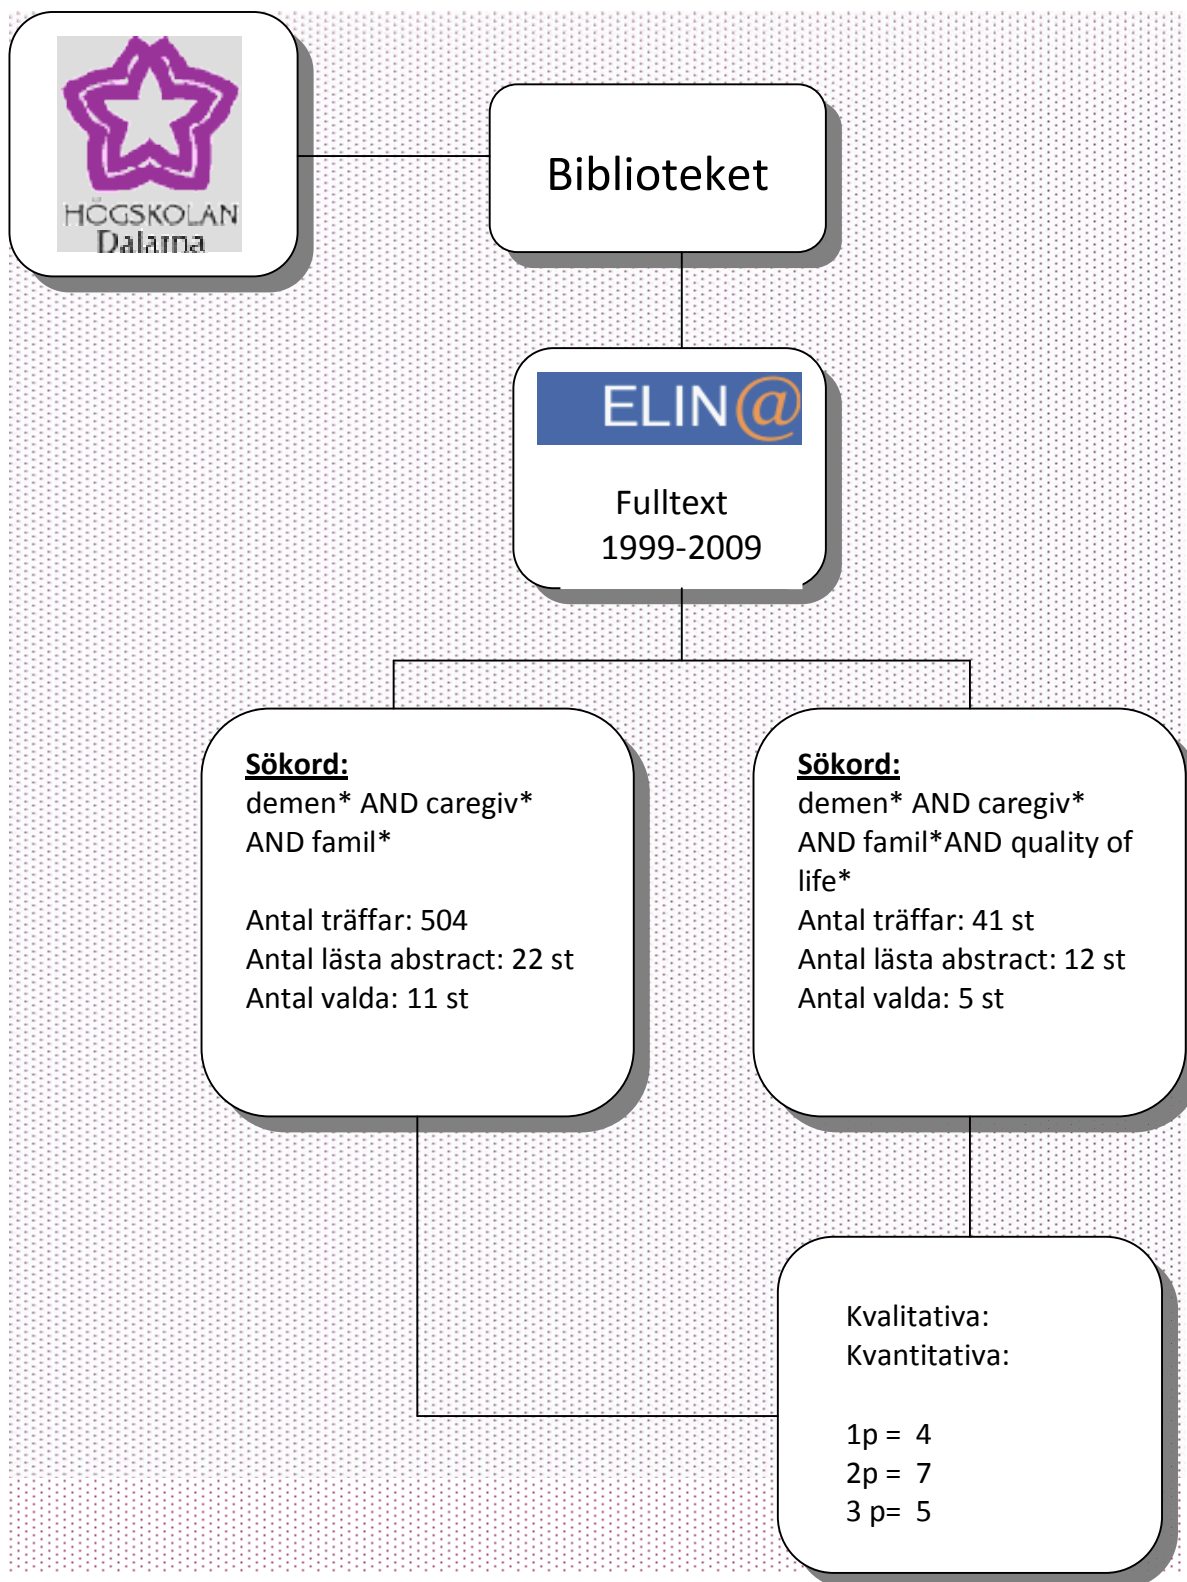 HÖGSKOLAN
Dalarna
Biblioteket
ELIN@
Fulltext
1999-2009
Sökord:
demen* AND caregiv*
AND famil*
Antal träffar: 504
Antal lästa abstract: 22 st
Antal valda: 11 st
Sökord:
demen* AND caregiv*
AND famil*AND quality of
life*
Antal träffar: 41 st
Antal lästa abstract: 12 st
Antal valda: 5 st
Kvalitativa:
Kvantitativa:
1p =  4
2p =  7
3 p=  5